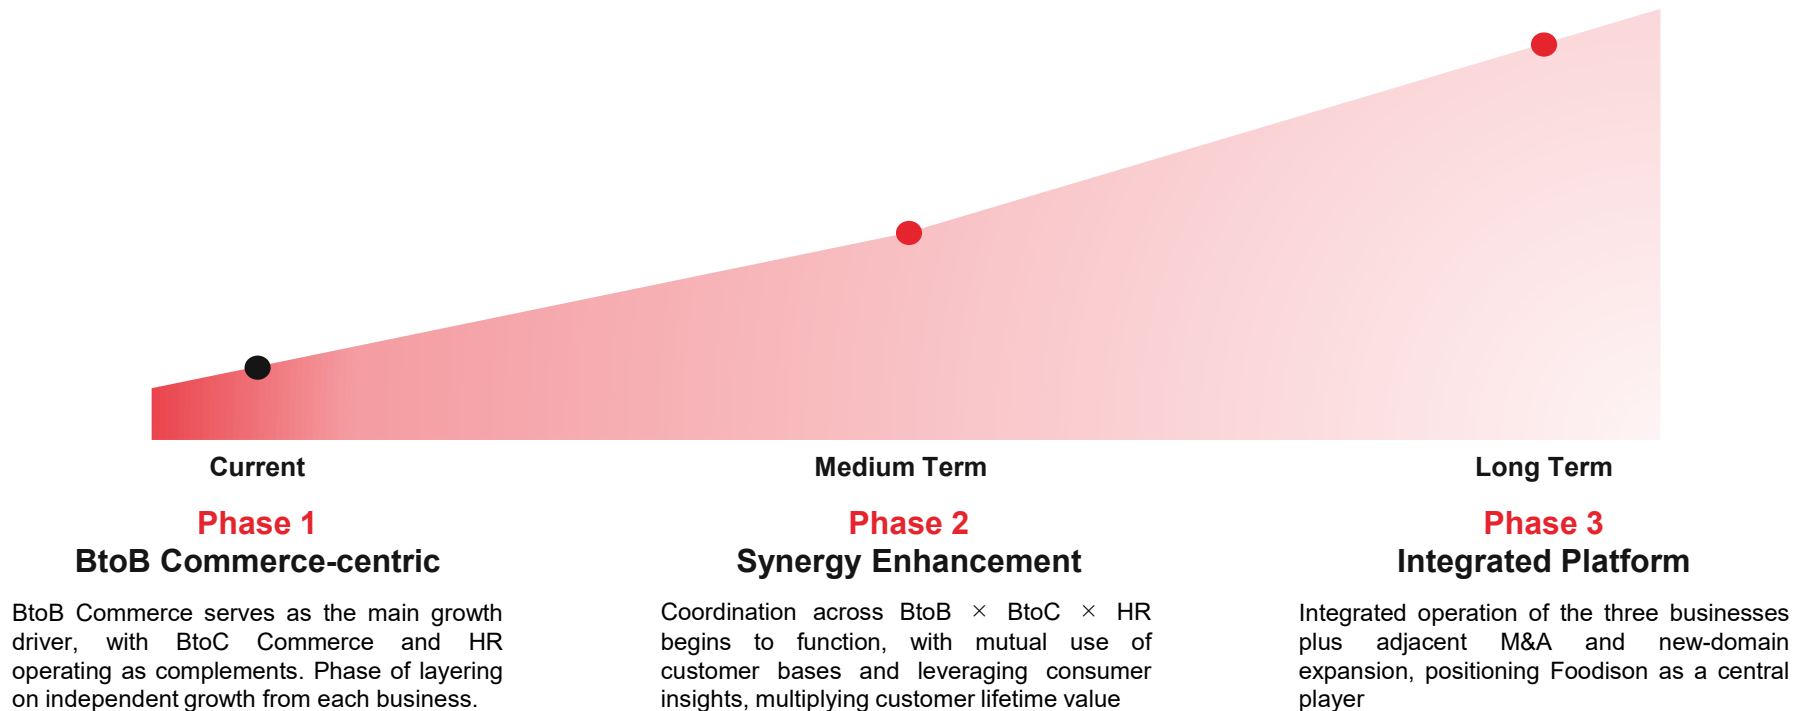 Current
Phase 1
BtoB Commerce-centric
BtoB Commerce serves as the main growth
driver, with BtoC Commerce and HR
operating as complements. Phase of layering
on independent growth from each business.
Medium Term
Phase 2
Synergy Enhancement
Coordination across BtoB × BtoC × HR
begins to function, with mutual use of
customer bases and leveraging consumer
insights, multiplying customer lifetime value
Long Term
Phase 3
Integrated Platform
Integrated operation of the three businesses
plus adjacent M&A and new-domain
expansion, positioning Foodison as a central
player